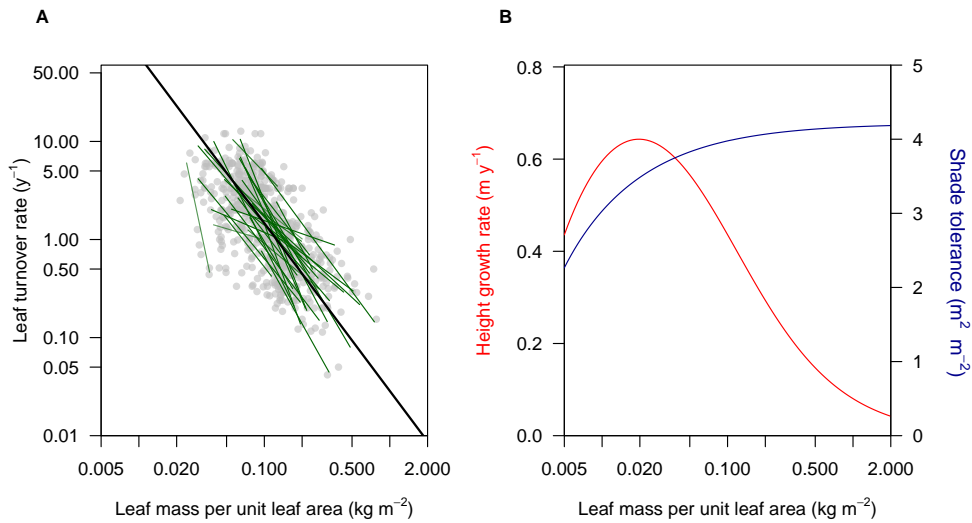 A
50.00
10.00
5.00
1.00
0.50
0.10
0.05
0.01
Leaf turnover rate (y⁻¹)
0.005 0.020 0.100 0.500 2.000
Leaf mass per unit leaf area (kg m⁻²)
B
0.8
0.6
0.4
0.2
0.0
Height growth rate (m y⁻¹)
5
4
3
2
1
0
Shade tolerance (m² m⁻²)
0.005 0.020 0.100 0.500 2.000
Leaf mass per unit leaf area (kg m⁻²)